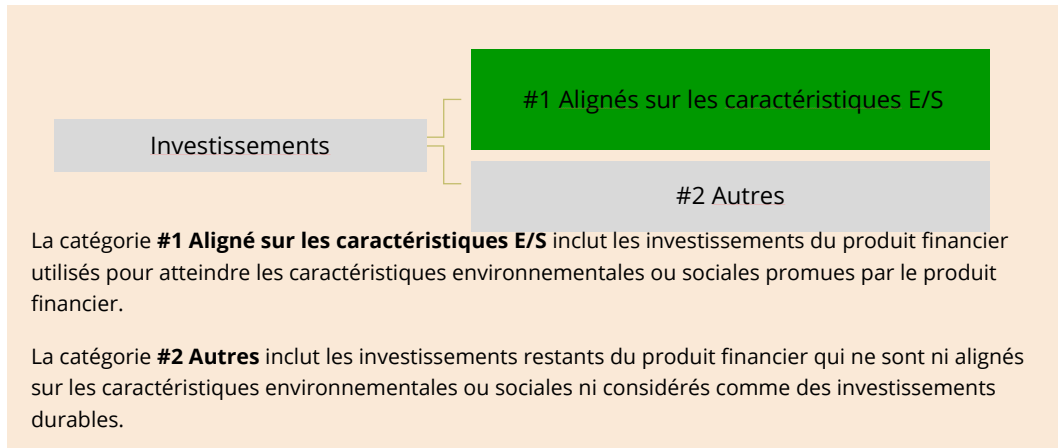 #1 Alignés sur les caractéristiques E/S
Investissements
#2 Autres
La catégorie #1 Aligné sur les caractéristiques E/S inclut les investissements du produit financier
utilisés pour atteindre les caractéristiques environnementales ou sociales promues par le produit
financier.
La catégorie #2 Autres inclut les investissements restants du produit financier qui ne sont ni alignés
sur les caractéristiques environnementales ou sociales ni considérés comme des investissements
durables.